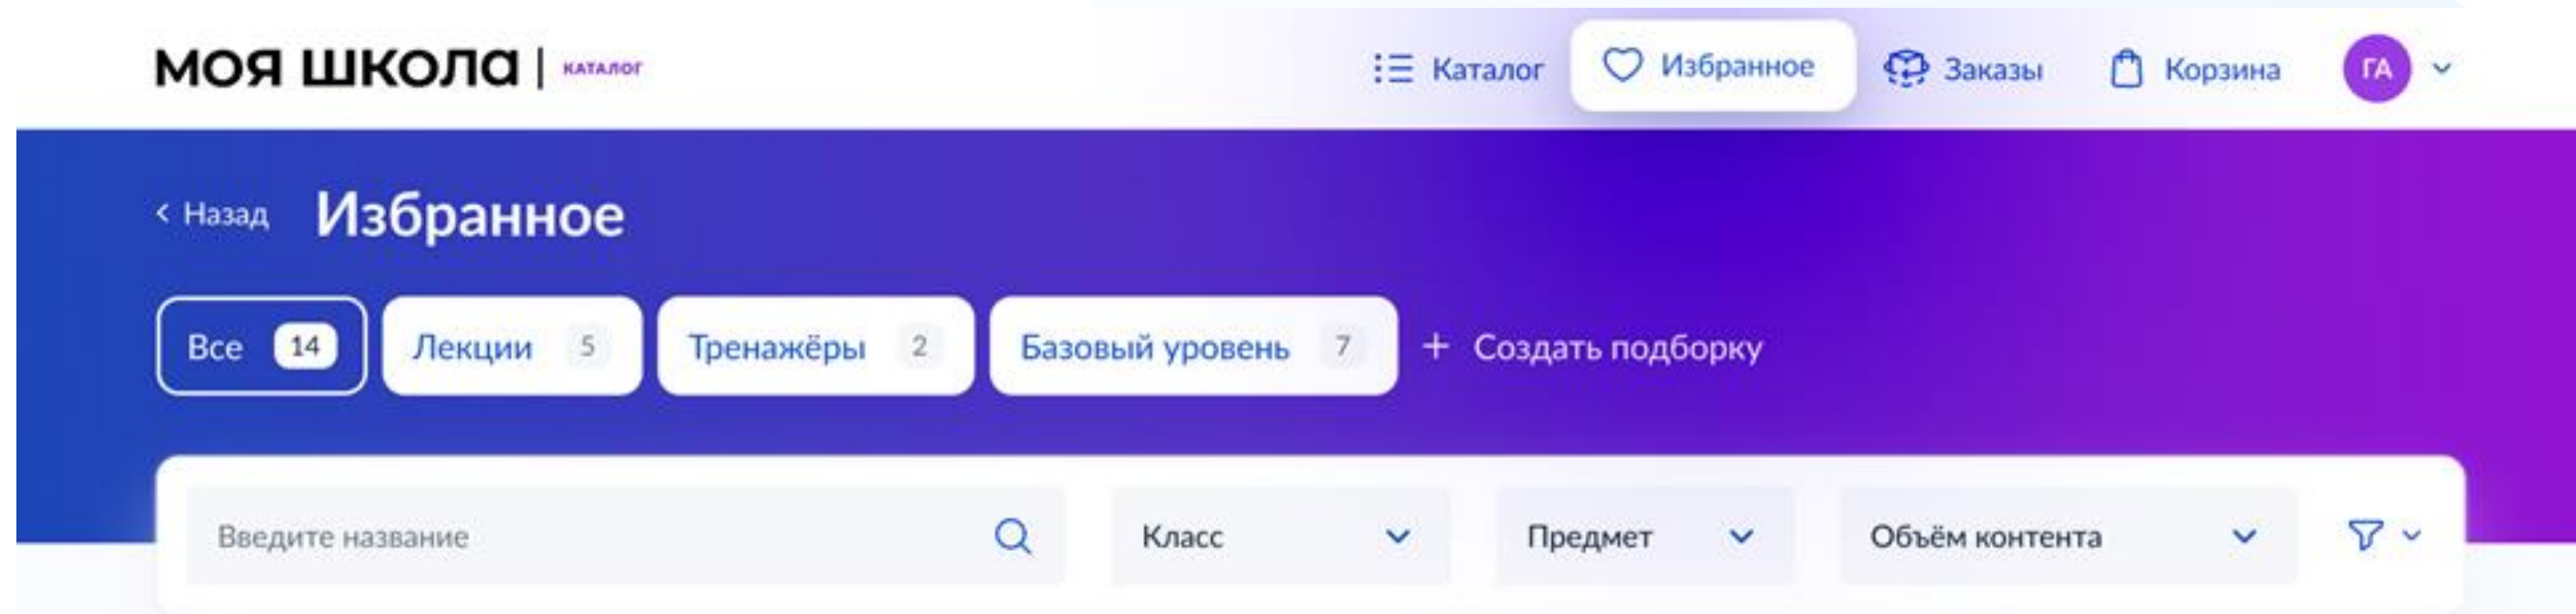 моя школа | КАТАЛОГ
Каталог Избранное Заказы Корзина ГА
Назад Избранное
Все 14 Лекции 5 Тренажёры 2 Базовый уровень 7 + Создать подборку
Введите название Класс Предмет Объём контента